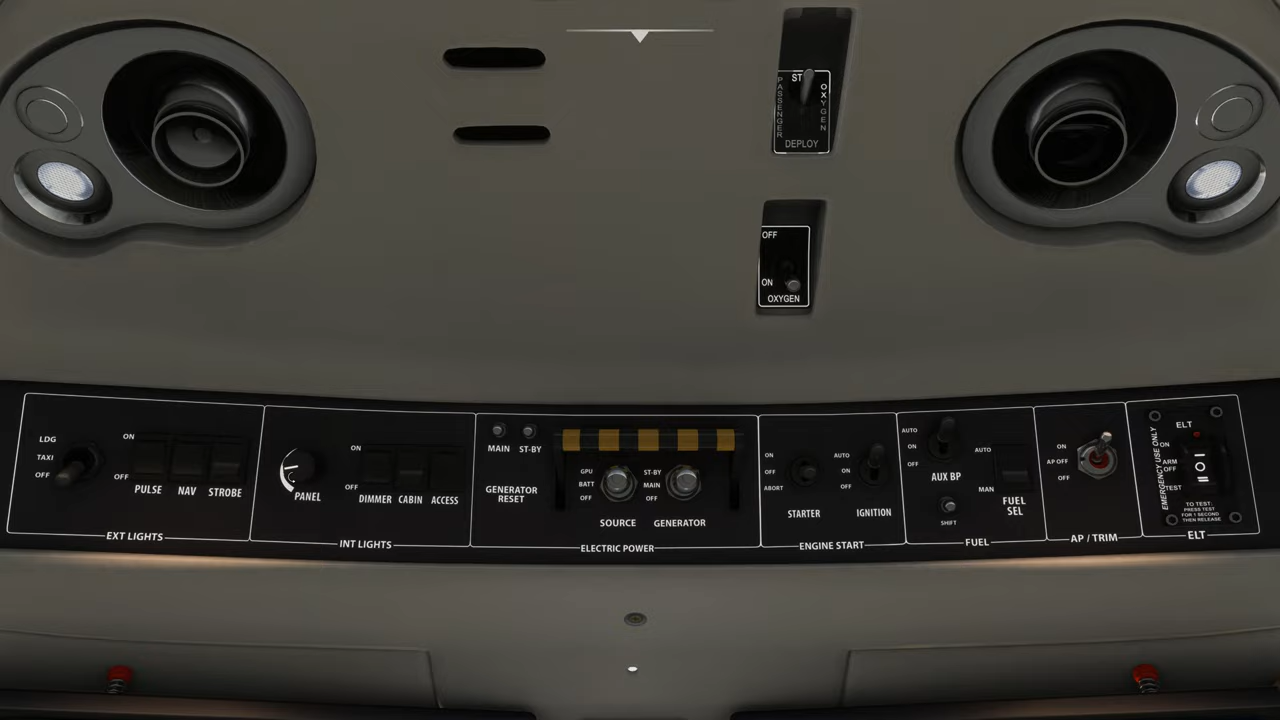 ST
PASSENGER
OXYGEN
DEPLOY
OFF
ON
OXYGEN
LDG
TAXI
OFF
ON
OFF
PULSE NAV STROBE
EXT LIGHTS
PANEL
ON
OFF
DIMMER CABIN ACCESS
INT LIGHTS
MAIN ST-BY
GENERATOR
RESET
GPU
BATT
OFF
SOURCE
ST-BY
MAIN
OFF
GENERATOR
ELECTRIC POWER
ON
OFF
ABORT
STARTER
AUTO
ON
OFF
IGNITION
ENGINE START
AUTO
ON
OFF
AUX BP
SHIFT
AUTO
MAN
FUEL
SEL
FUEL
ON
AP OFF
OFF
AP / TRIM
EMERGENCY USE ONLY
ELT
ON
ARM
OFF
TEST
TO TEST,
PRESS TEST
FOR 1 SECOND
THEN RELEASE
ELT